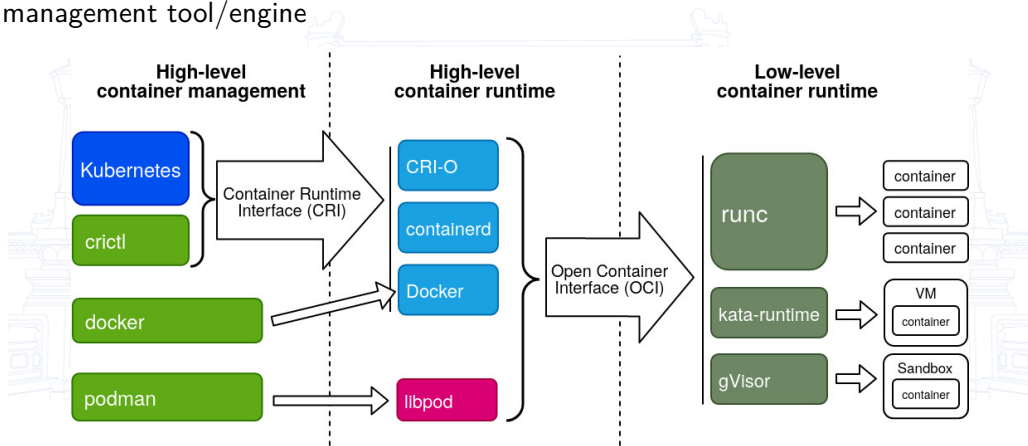 management tool/engine
High-level
container management
High-level
container runtime
Low-level
container runtime
Kubernetes
crictl
docker
podman
Container Runtime
Interface (CRI)
CRI-O
containerd
Docker
libpod
Open Container
Interface (OCI)
runc
kata-runtime
gVisor
container
container
container
VM
container
Sandbox
container